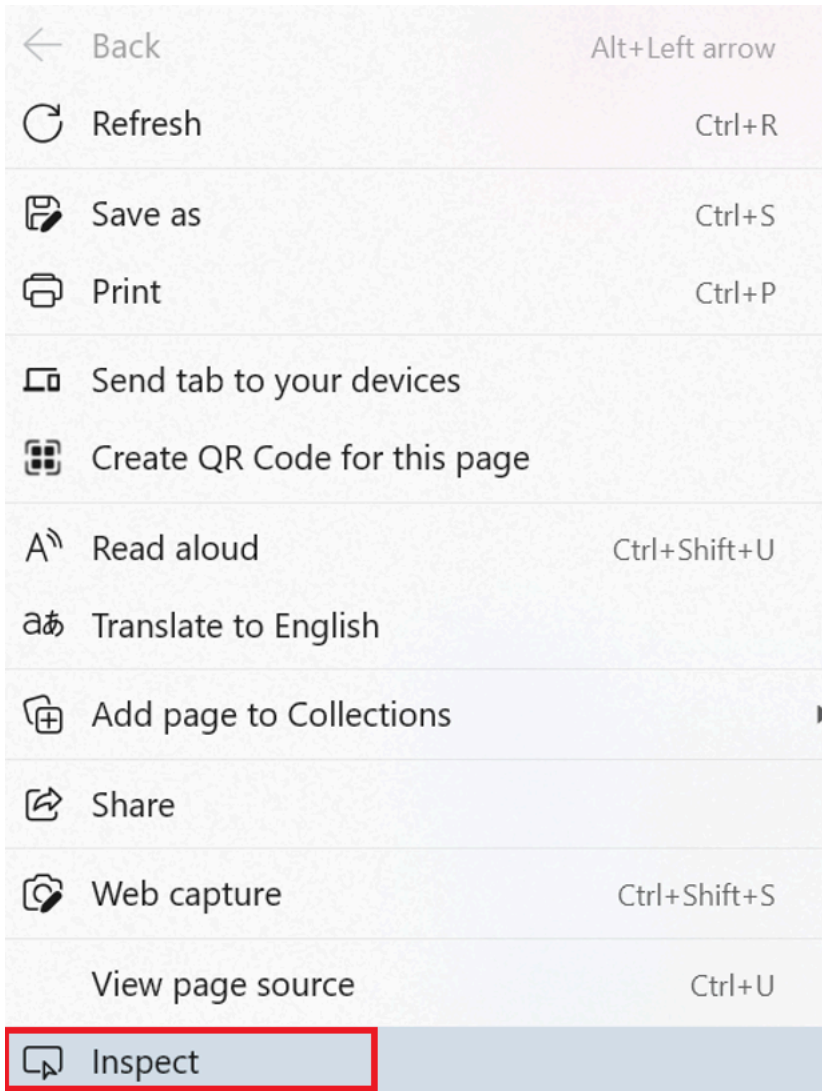 Back Alt+Left arrow
Refresh Ctrl+R
Save as Ctrl+S
Print Ctrl+P
Send tab to your devices
Create QR Code for this page
Read aloud Ctrl+Shift+U
aあ Translate to English
Add page to Collections
Share
Web capture Ctrl+Shift+S
View page source Ctrl+U
Inspect